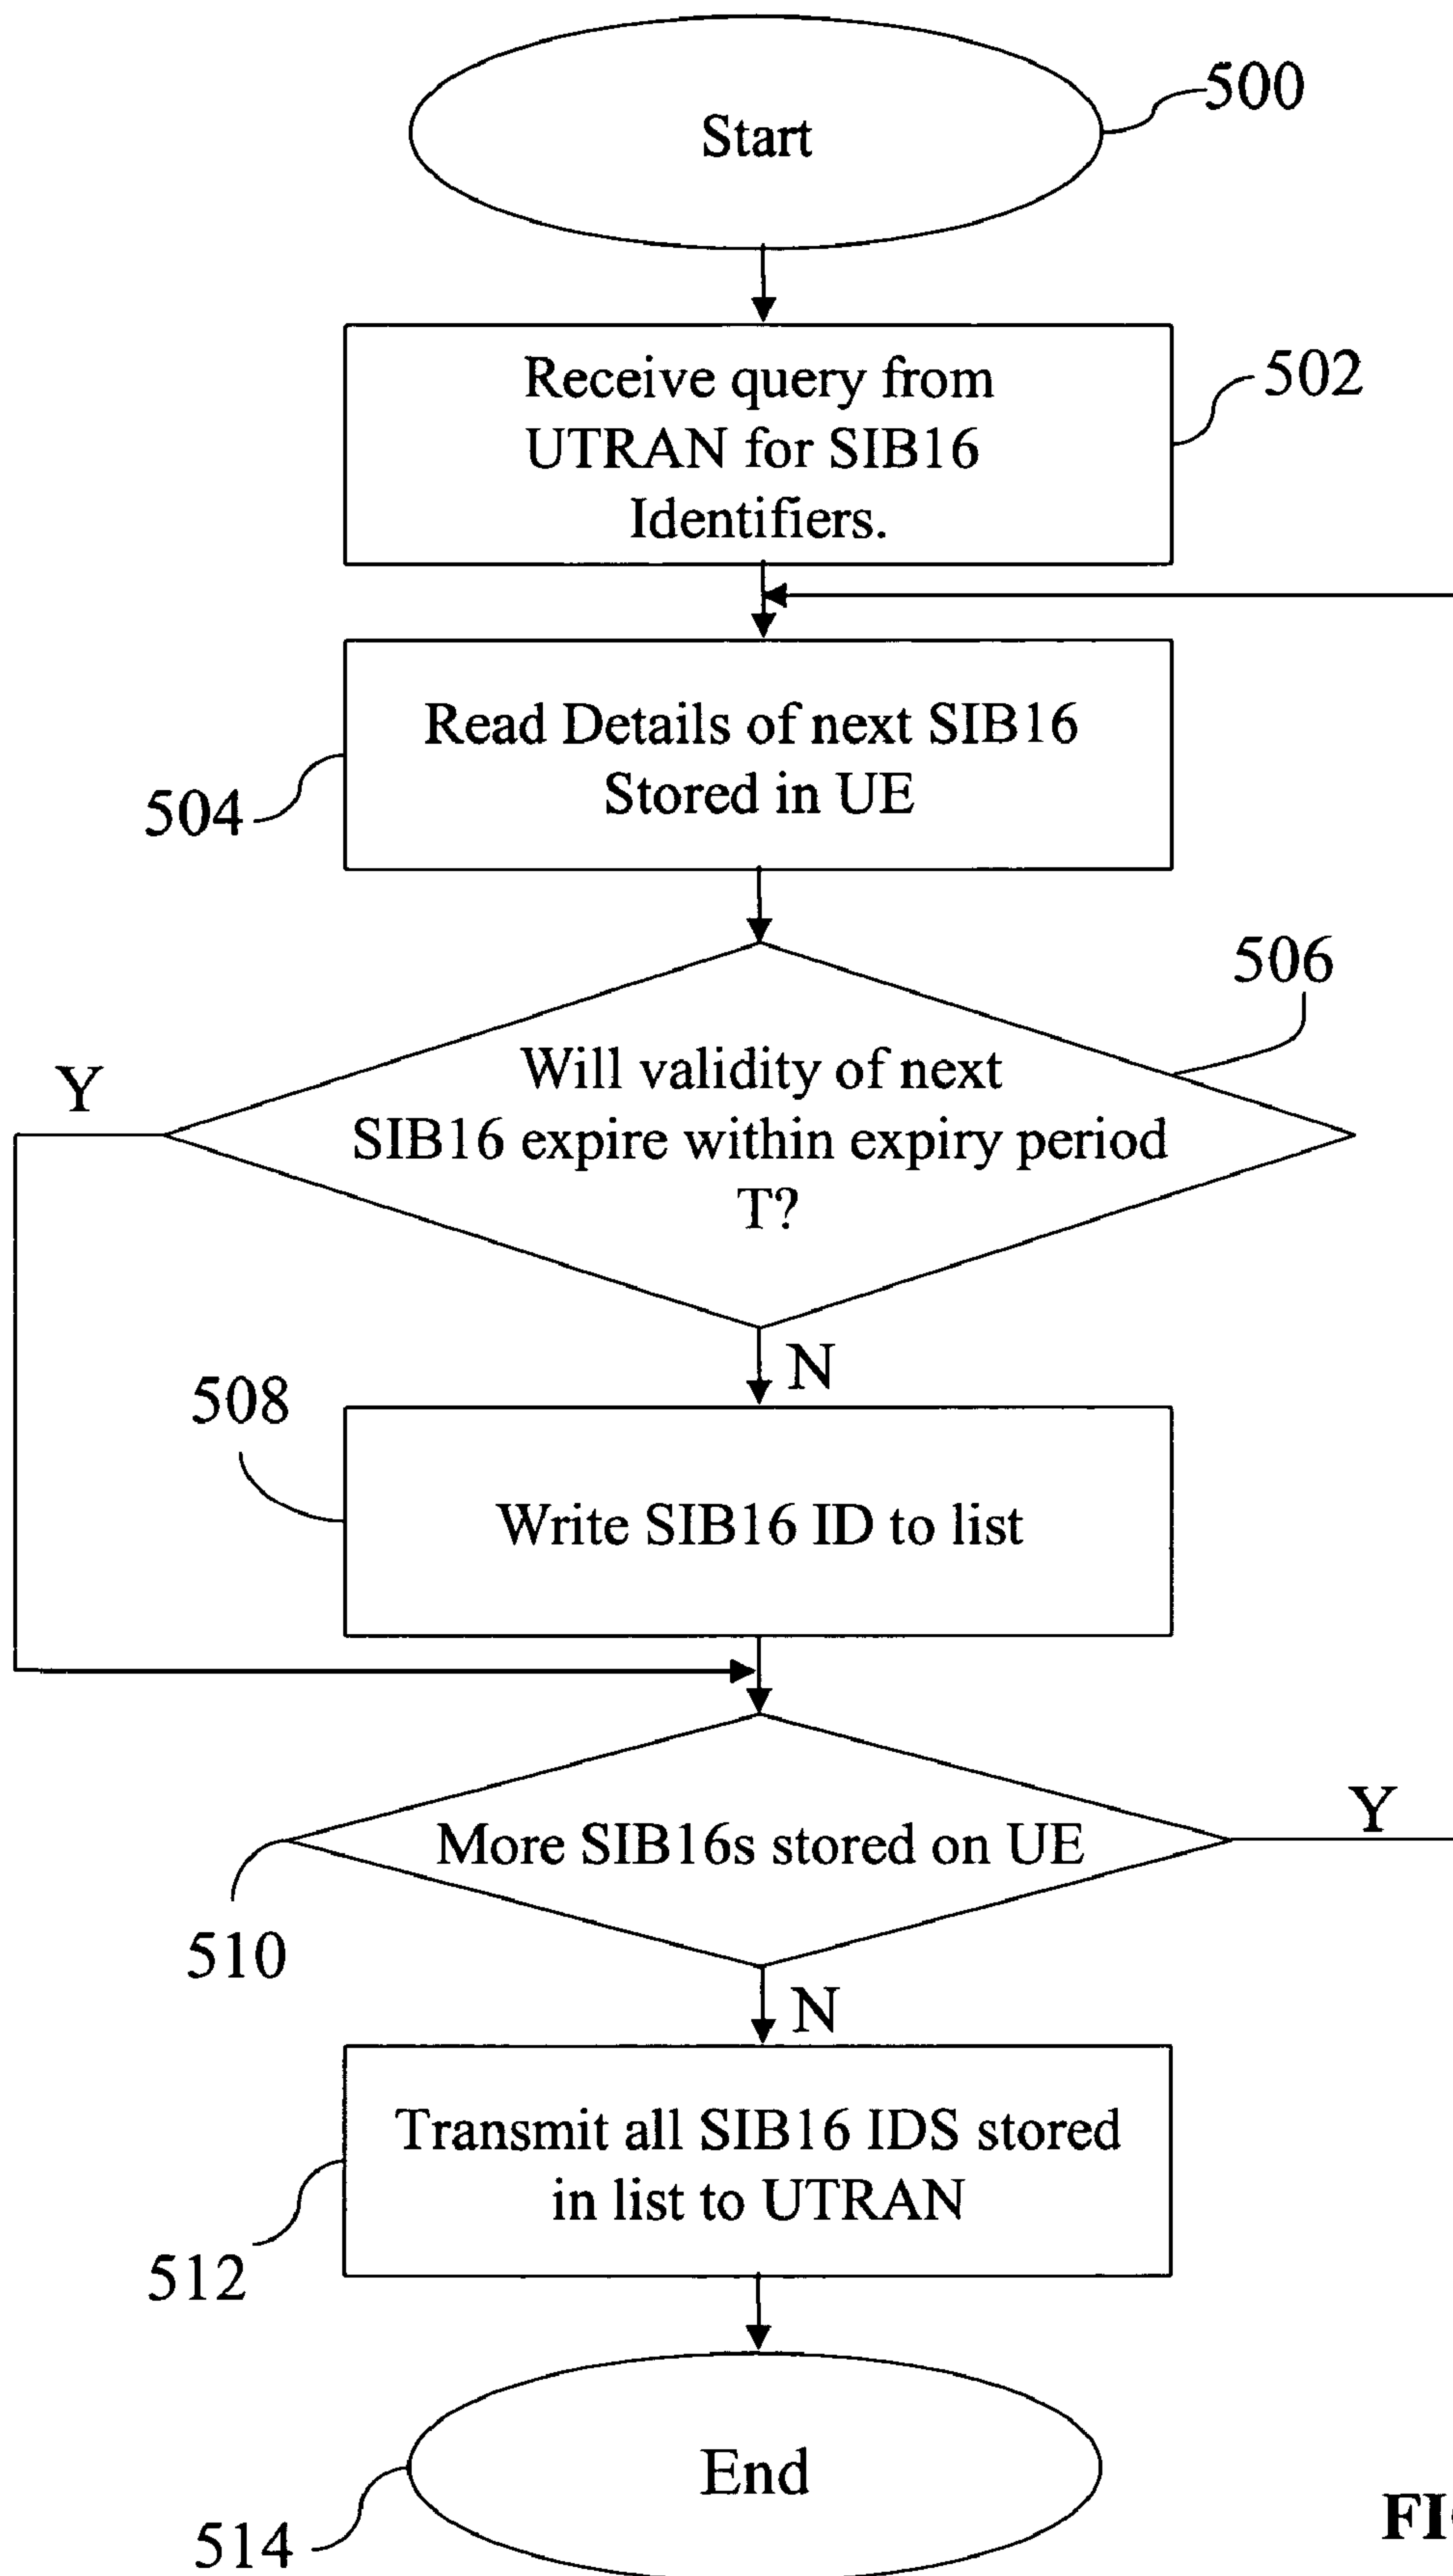 Start
500
Receive query from
UTRAN for SIB16
Identifiers.
502
Read Details of next SIB16
Stored in UE
504
506
Y
Will validity of next
SIB16 expire within expiry period
T?
N
508
Write SIB16 ID to list
More SIB16s stored on UE
Y
510
N
Transmit all SIB16 IDS stored
in list to UTRAN
512
End
514